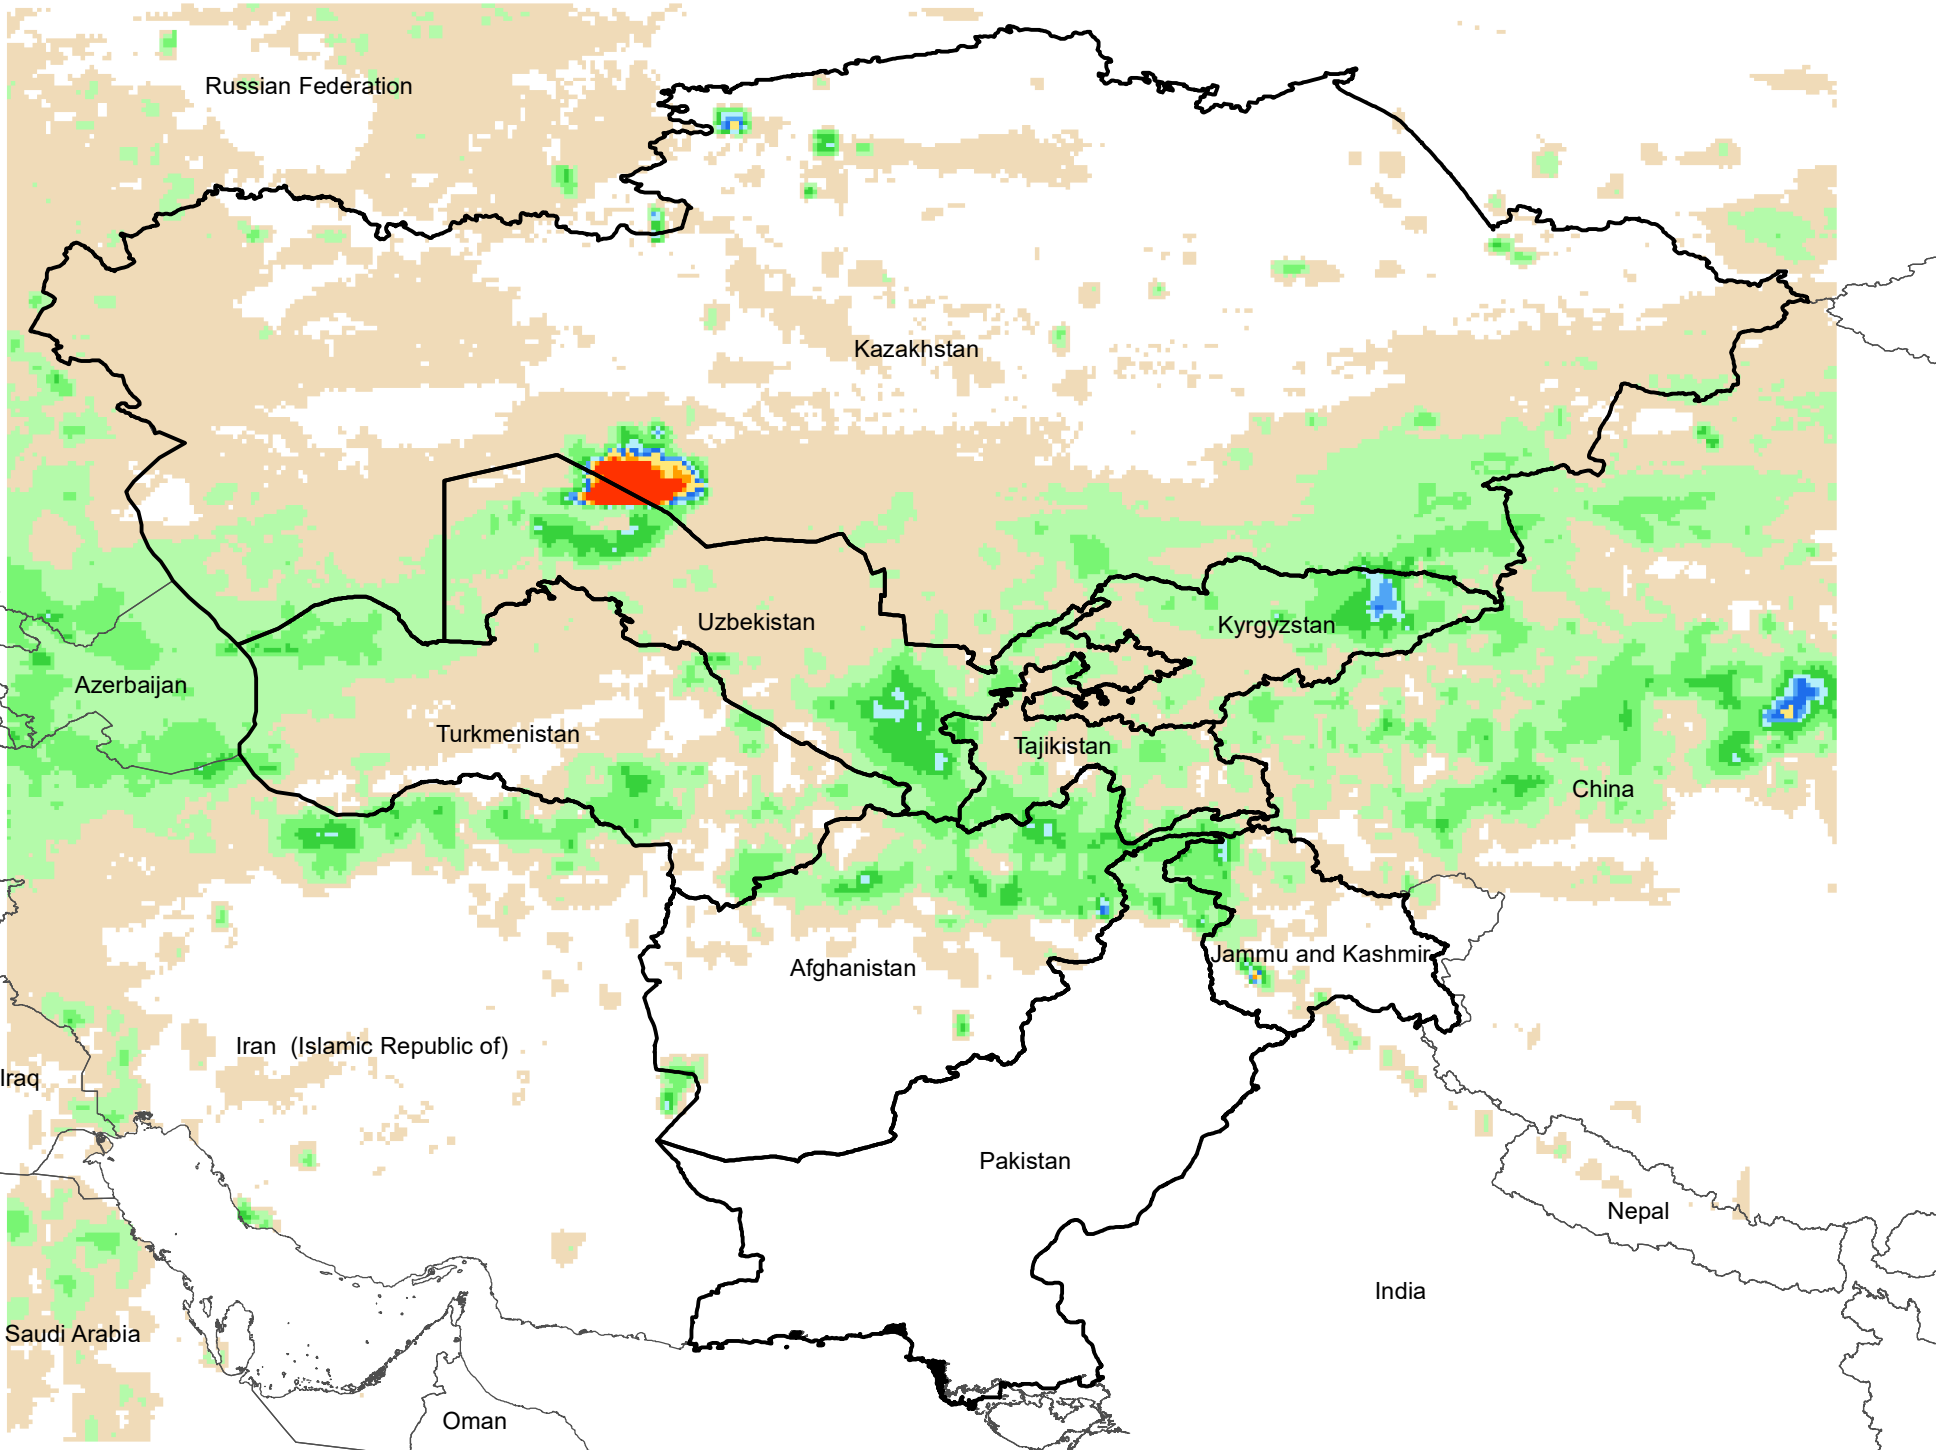 Russian Federation
Kazakhstan
Uzbekistan
Kyrgyzstan
Azerbaijan
Turkmenistan
Tajikistan
China
Jammu and Kashmir
Afghanistan
Iran  (Islamic Republic of)
Iraq
Pakistan
Nepal
India
Saudi Arabia
Oman